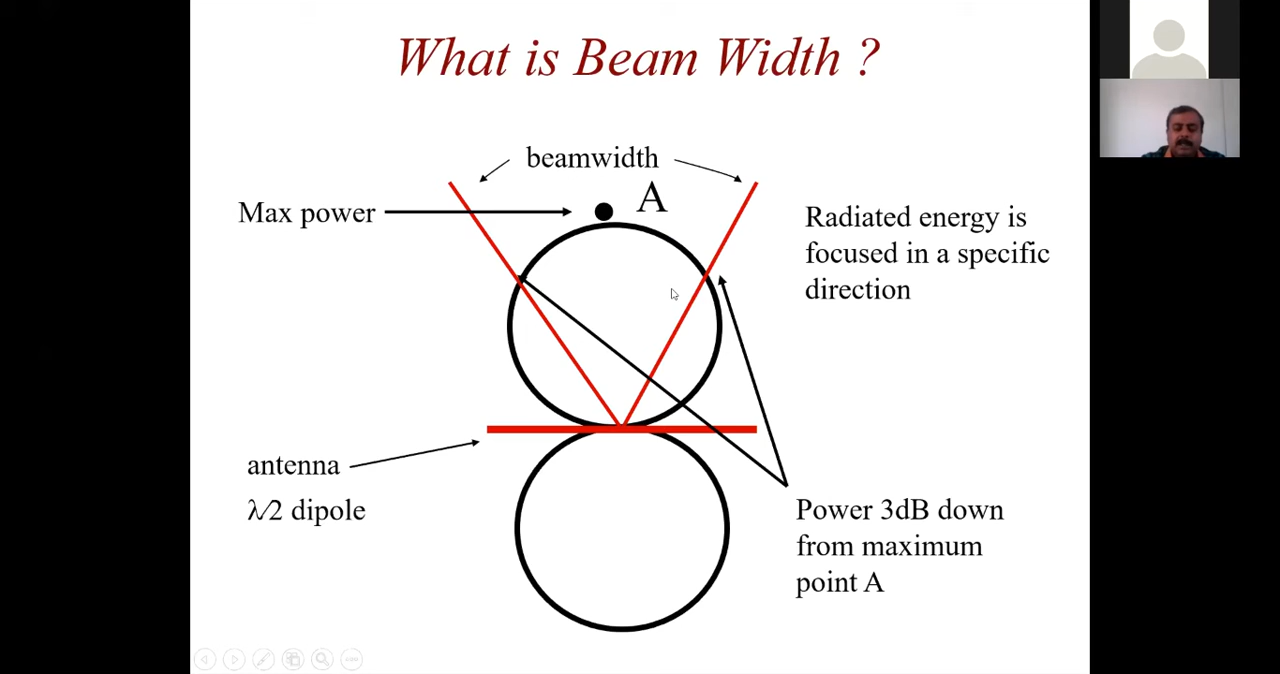 What is Beam Width ?
beamwidth
A
Max power
Radiated energy is
focused in a specific
direction
antenna
λ/2 dipole
Power 3dB down
from maximum
point A